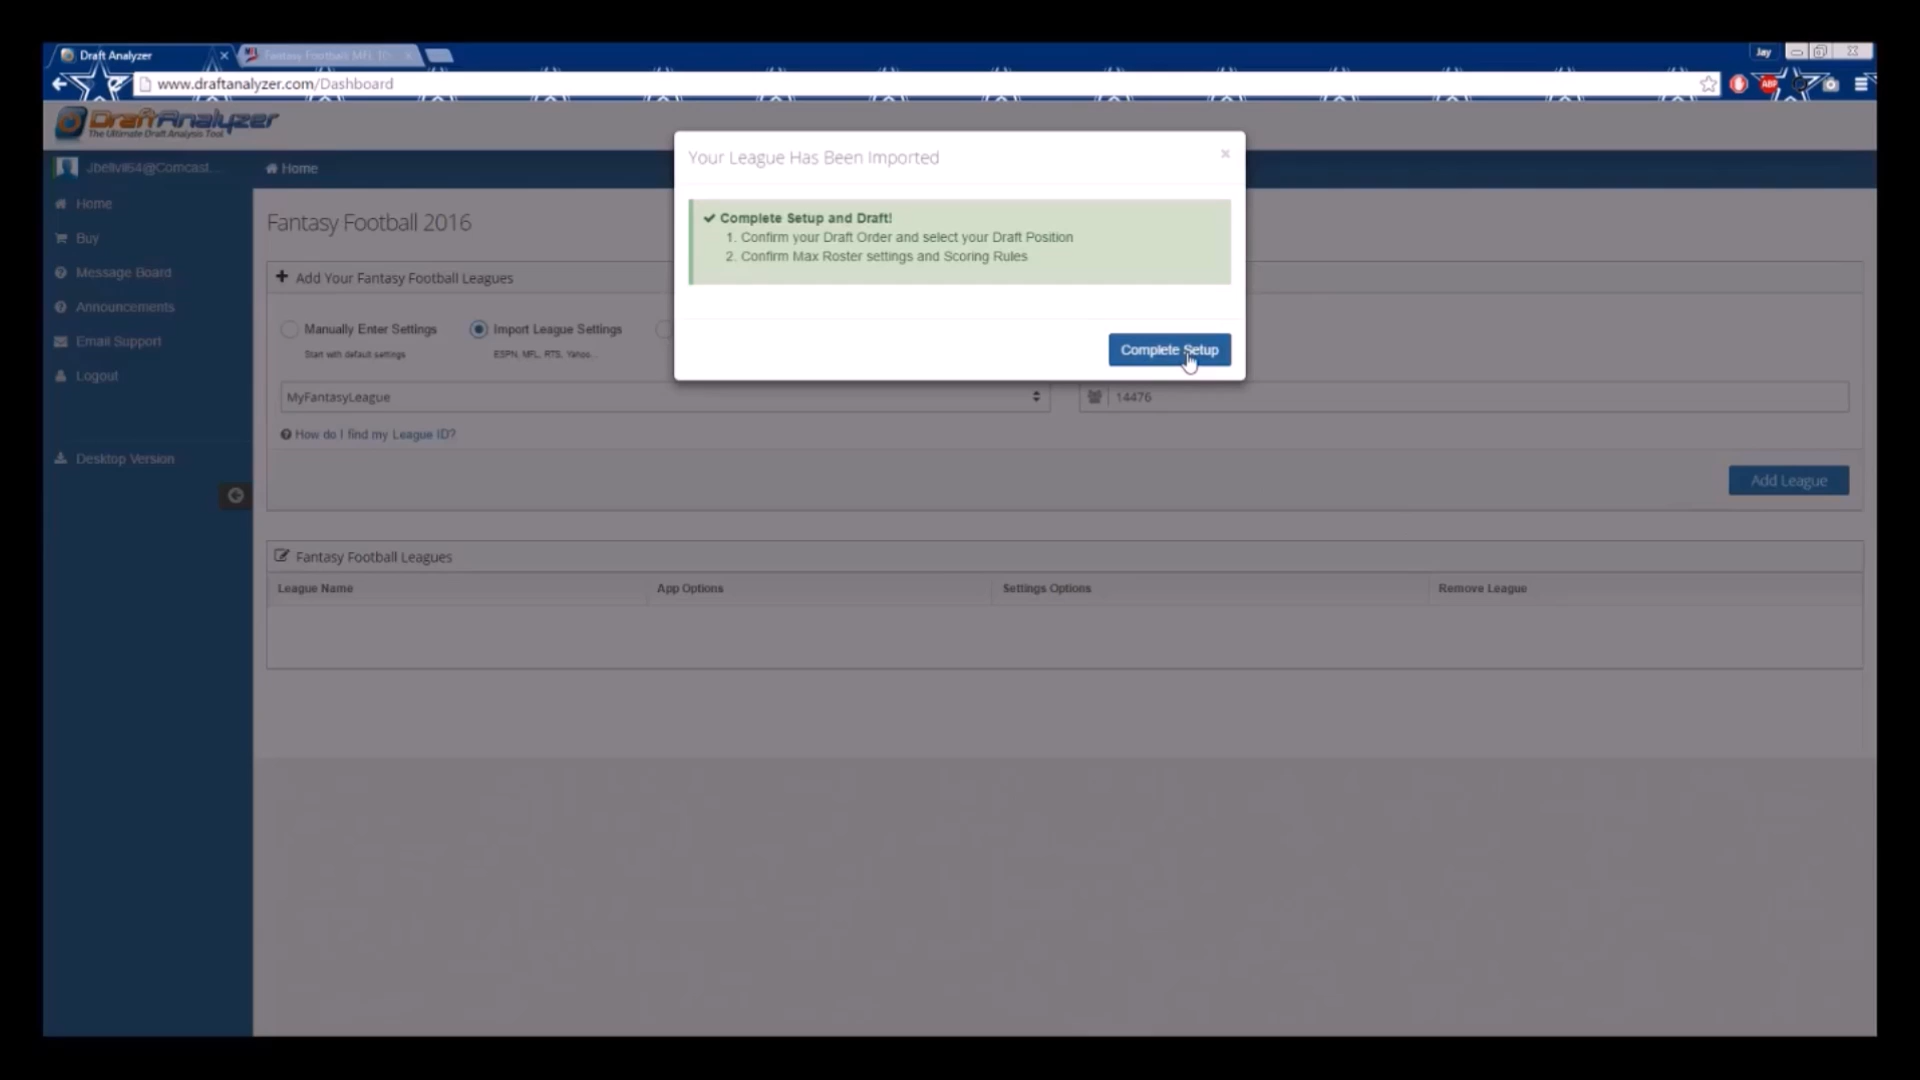 Draft Analyzer
Fantasy Football MFL
Jay
www.draftanalyzer.com/Dashboard
ABP
DraftAnalyzer
The Ultimate Draft Analysis Tool
Home
Home
Buy
Message Board
Announcements
Email Support
Logout
Desktop Version
Fantasy Football 2016
Add Your Fantasy Football Leagues
Manually Enter Settings
Start with default settings
Import League Settings
ESPN, MFL, RTS, Yahoo...
MyFantasyLeague
14476
How do I find my League ID?
Add League
Fantasy Football Leagues
League Name App Options Settings Options Remove League
Your League Has Been Imported
×
Complete Setup and Draft!
1. Confirm your Draft Order and select your Draft Position
2. Confirm Max Roster settings and Scoring Rules
Complete Setup